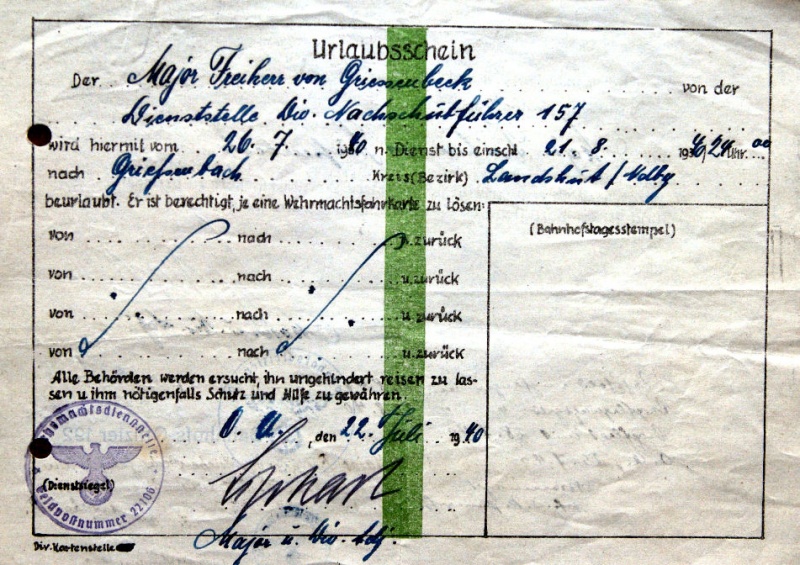 Urlaubsschein
Der Major Freiherr von Griessenbeck von der
Dienststelle Div. Nachschubführer 157
wird hiermit vom 26. 7. 1940 n. Dienst bis einschl. 21. 8. 1940, 24 Uhr 00
nach Griessenbach Kreis (Bezirk) Landshut / Ndby
beurlaubt. Er ist berechtigt, je eine Wehrmachtsfahrkarte zu lösen:
von nach u. zurück
(Bahnhofstagesstempel)
von nach u. zurück
von nach u. zurück
von nach u. zurück
Alle Behörden werden ersucht, ihn ungehindert reisen zu las-
sen u. ihm nötigenfalls Schutz und Hilfe zu gewähren.
O. U., den 22. Juli 1940
(Dienstsiegel)
Feldpostnummer 22106
Major u. Div. Adj.
Div. Kartenstelle